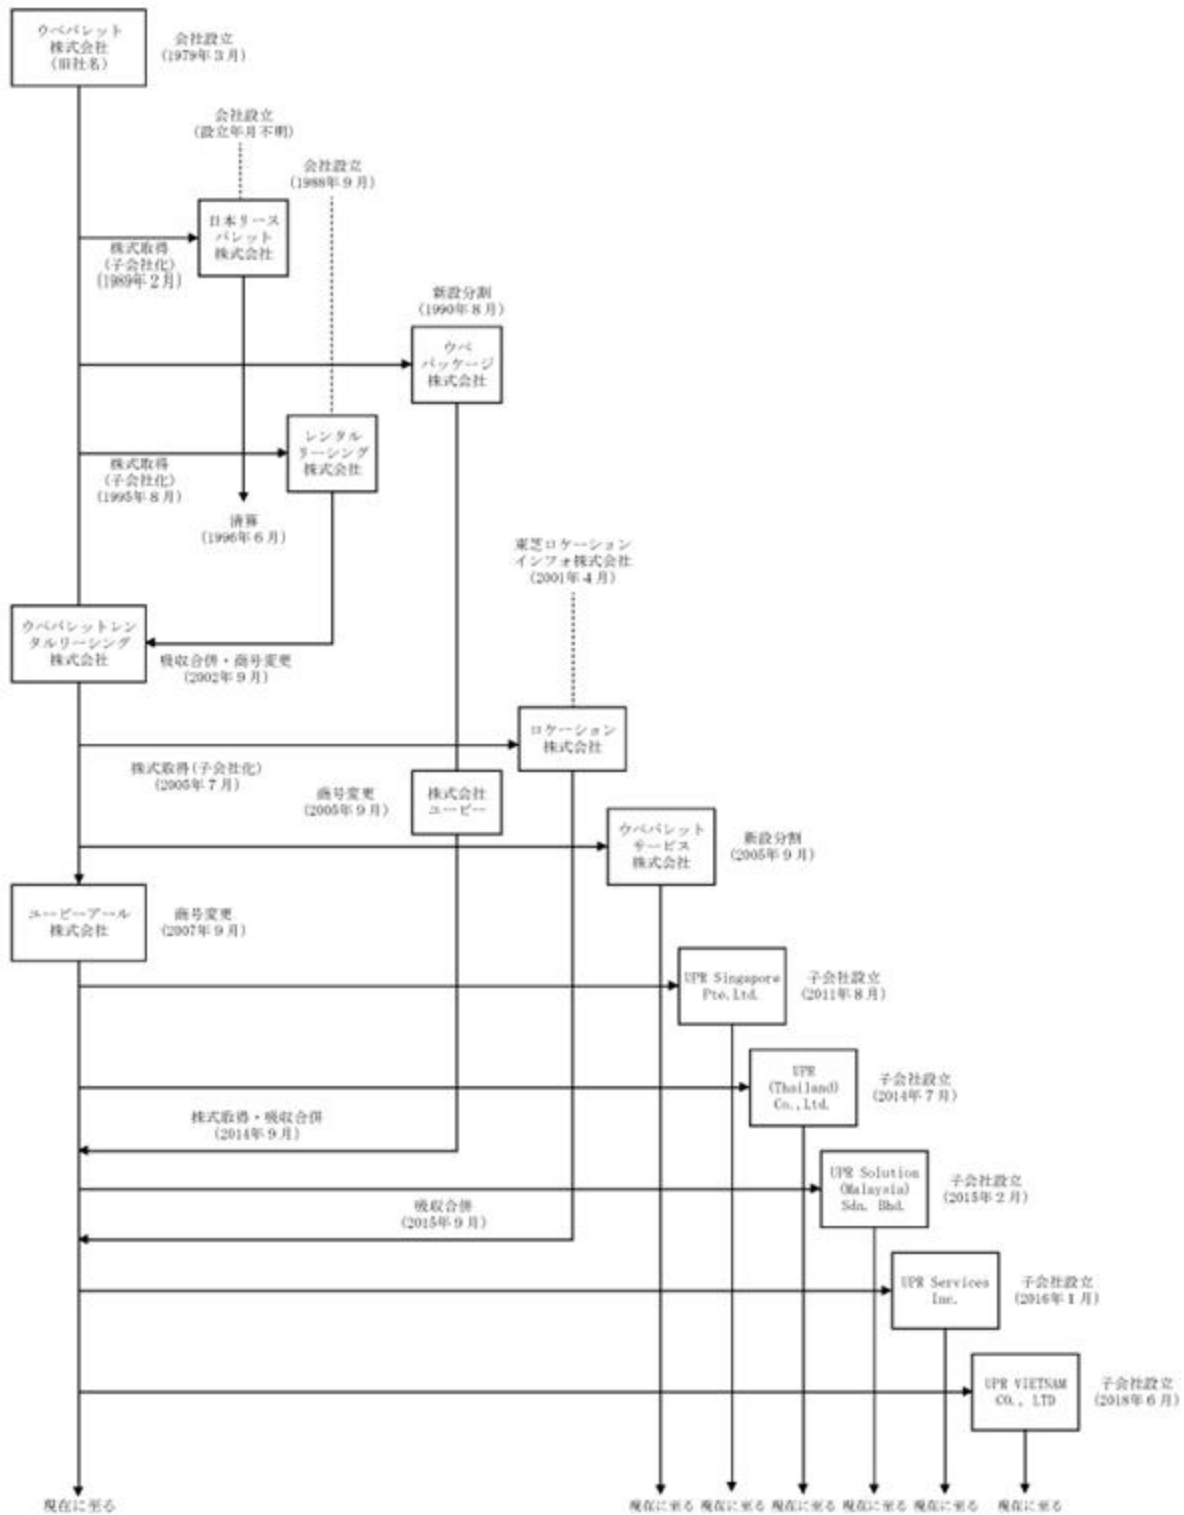 ウベパレット
株式会社
(旧社名)
会社設立
(1979年3月)
会社設立
(設立年月不明)
会社設立
(1988年9月)
日本リース
パレット
株式会社
株式取得
(子会社化)
(1989年2月)
新設分割
(1990年8月)
ウベ
パッケージ
株式会社
レンタル
リーシング
株式会社
株式取得
(子会社化)
(1995年8月)
清算
(1996年6月)
東芝ロケーション
インフォ株式会社
(2001年4月)
ウベパレットレン
タルリーシング
株式会社
吸収合併・商号変更
(2002年9月)
ロケーション
株式会社
株式取得(子会社化)
(2005年7月)
商号変更
(2005年9月)
株式会社
ユーピー
ウベパレット
サービス
株式会社
新設分割
(2005年9月)
ユーピーアール
株式会社
商号変更
(2007年9月)
UPR Singapore
Pte.Ltd.
子会社設立
(2011年8月)
UPR
(Thailand)
Co.,Ltd.
子会社設立
(2014年7月)
株式取得・吸収合併
(2014年9月)
UPR Solution
(Malaysia)
Sdn. Bhd.
子会社設立
(2015年2月)
吸収合併
(2015年9月)
UPR Services
Inc.
子会社設立
(2016年1月)
UPR VIETNAM
CO., LTD
子会社設立
(2018年6月)
現在に至る
現在に至る
現在に至る
現在に至る
現在に至る
現在に至る
現在に至る